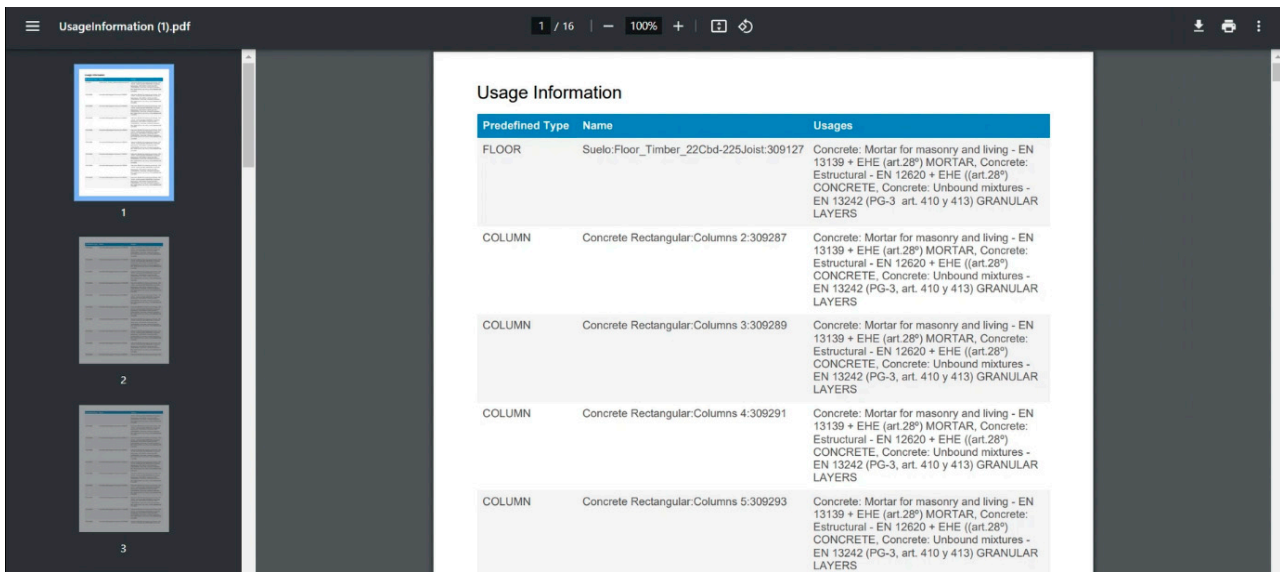 UsageInformation (1).pdf
1 / 16
100%
1
2
3
Usage Information
Predefined Type Name Usages
FLOOR Suelo:Floor_Timber_22Cbd-225Joist:309127 Concrete: Mortar for masonry and living - EN
13139 + EHE (art.28º) MORTAR, Concrete:
Estructural - EN 12620 + EHE ((art.28º)
CONCRETE, Concrete: Unbound mixtures -
EN 13242 (PG-3 art. 410 y 413) GRANULAR
LAYERS
COLUMN Concrete Rectangular:Columns 2:309287 Concrete: Mortar for masonry and living - EN
13139 + EHE (art.28º) MORTAR, Concrete:
Estructural - EN 12620 + EHE ((art.28º)
CONCRETE, Concrete: Unbound mixtures -
EN 13242 (PG-3, art. 410 y 413) GRANULAR
LAYERS
COLUMN Concrete Rectangular:Columns 3:309289 Concrete: Mortar for masonry and living - EN
13139 + EHE (art.28º) MORTAR, Concrete:
Estructural - EN 12620 + EHE ((art.28º)
CONCRETE, Concrete: Unbound mixtures -
EN 13242 (PG-3, art. 410 y 413) GRANULAR
LAYERS
COLUMN Concrete Rectangular:Columns 4:309291 Concrete: Mortar for masonry and living - EN
13139 + EHE (art.28º) MORTAR, Concrete:
Estructural - EN 12620 + EHE ((art.28º)
CONCRETE, Concrete: Unbound mixtures -
EN 13242 (PG-3, art. 410 y 413) GRANULAR
LAYERS
COLUMN Concrete Rectangular:Columns 5:309293 Concrete: Mortar for masonry and living - EN
13139 + EHE (art.28º) MORTAR, Concrete:
Estructural - EN 12620 + EHE ((art.28º)
CONCRETE, Concrete: Unbound mixtures -
EN 13242 (PG-3, art. 410 y 413) GRANULAR
LAYERS